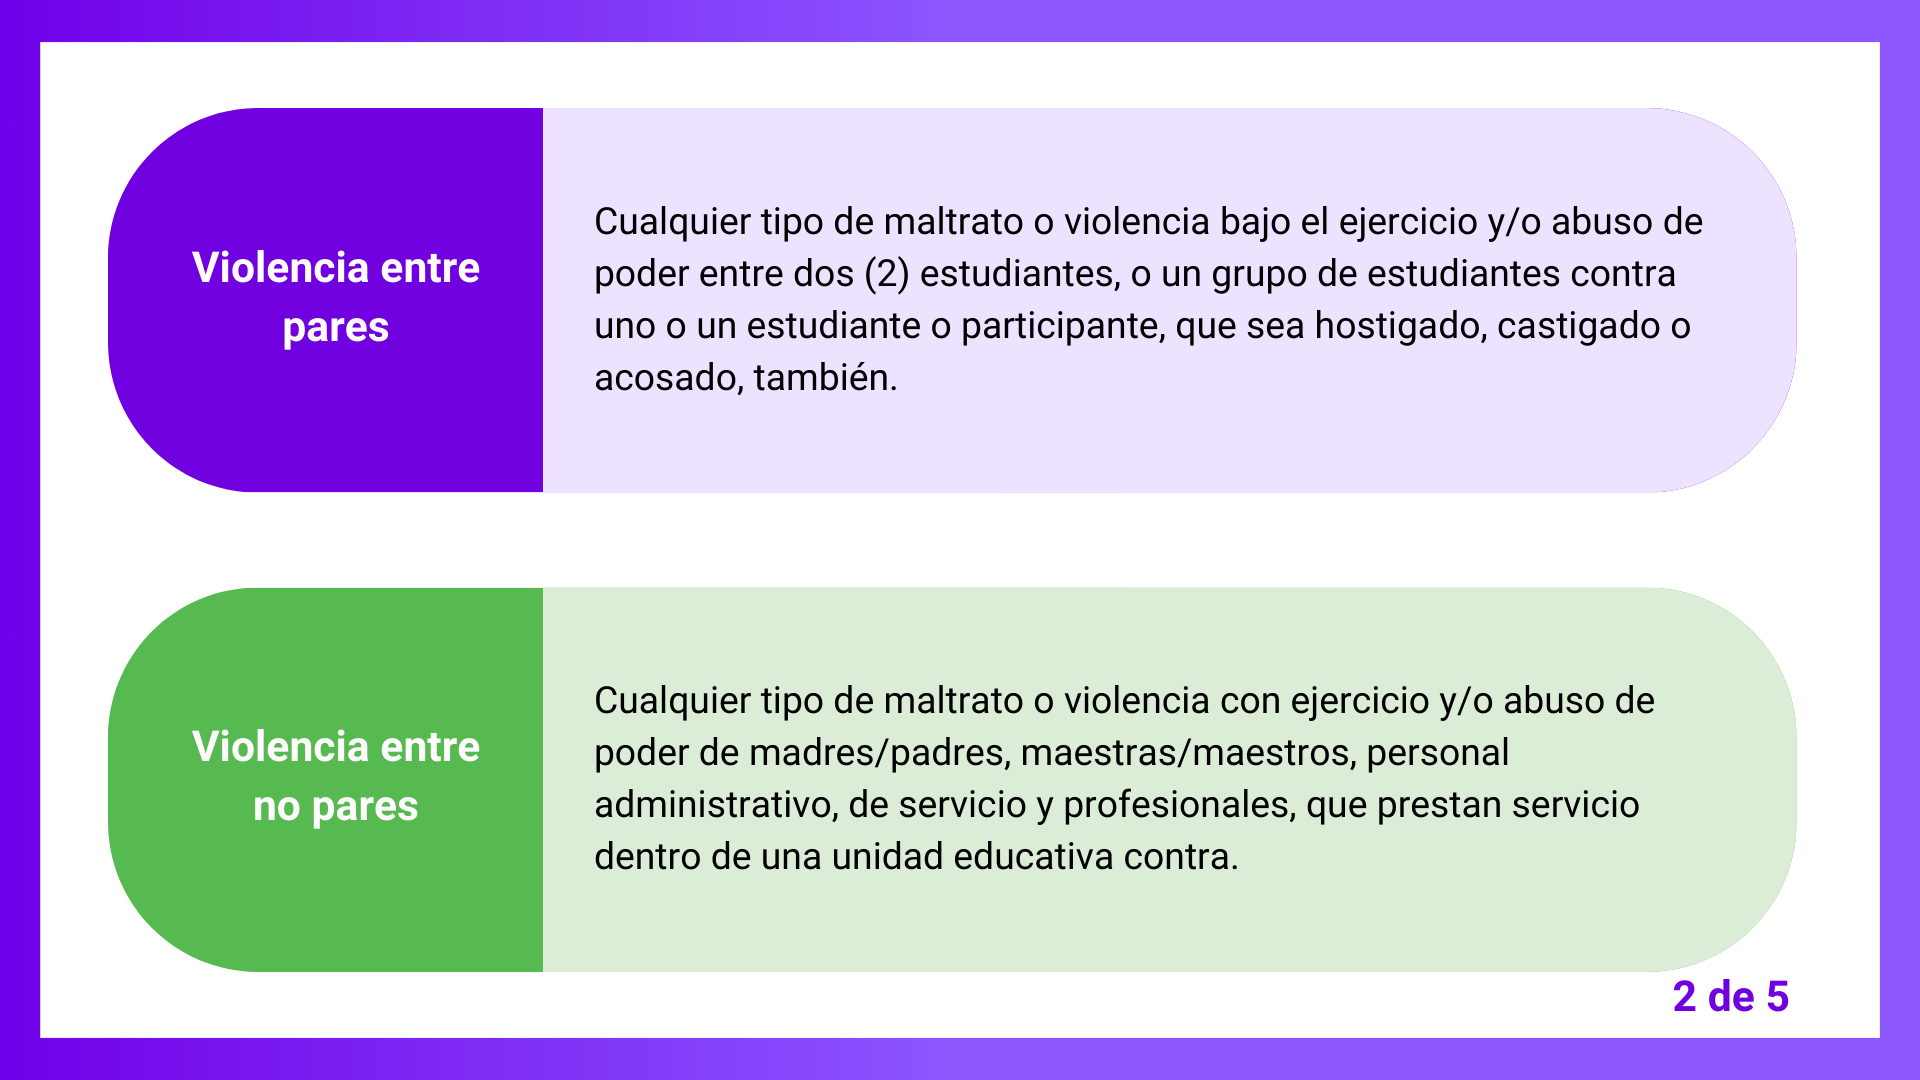 Violencia entre
pares
Cualquier tipo de maltrato o violencia bajo el ejercicio y/o abuso de
poder entre dos (2) estudiantes, o un grupo de estudiantes contra
uno o un estudiante o participante, que sea hostigado, castigado o
acosado, también.
Violencia entre
no pares
Cualquier tipo de maltrato o violencia con ejercicio y/o abuso de
poder de madres/padres, maestras/maestros, personal
administrativo, de servicio y profesionales, que prestan servicio
dentro de una unidad educativa contra.
2 de 5